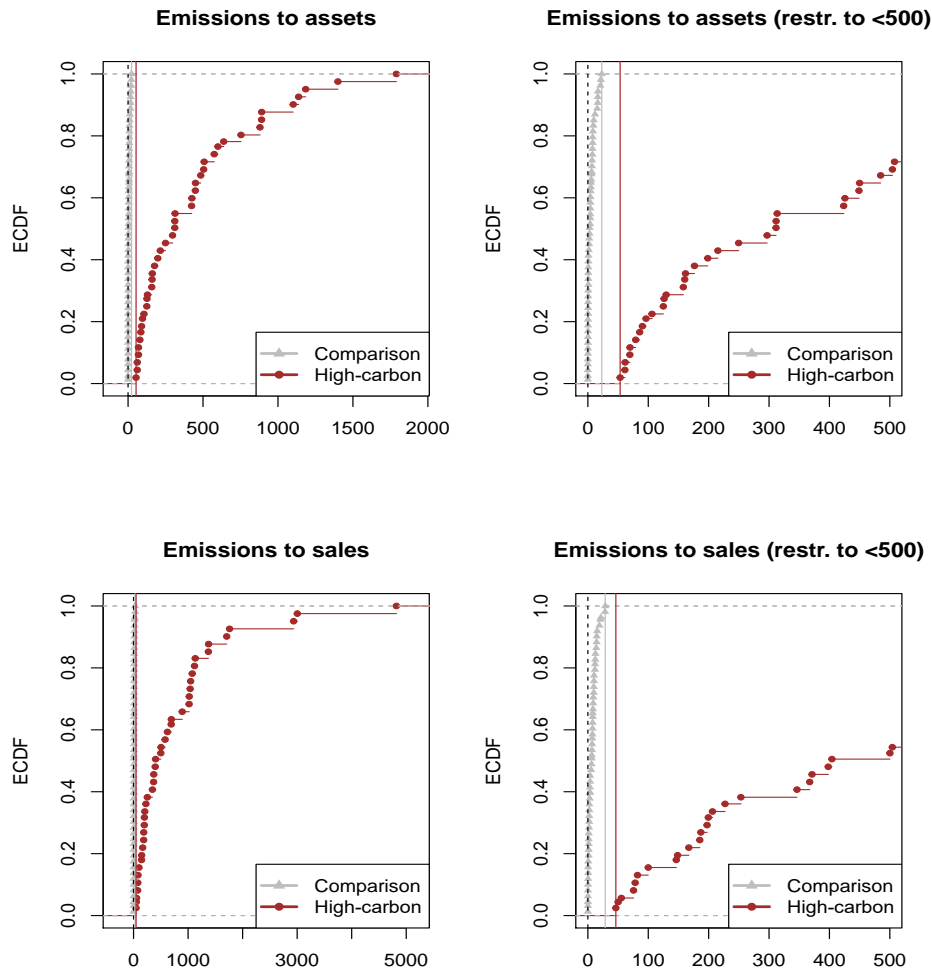 Emissions to assets
ECDF
0.0 0.2 0.4 0.6 0.8 1.0
Comparison
High-carbon
0 500 1000 1500 2000
Emissions to assets (restr. to <500)
ECDF
0.0 0.2 0.4 0.6 0.8 1.0
Comparison
High-carbon
0 100 200 300 400 500
Emissions to sales
ECDF
0.0 0.2 0.4 0.6 0.8 1.0
Comparison
High-carbon
0 1000 3000 5000
Emissions to sales (restr. to <500)
ECDF
0.0 0.2 0.4 0.6 0.8 1.0
Comparison
High-carbon
0 100 200 300 400 500